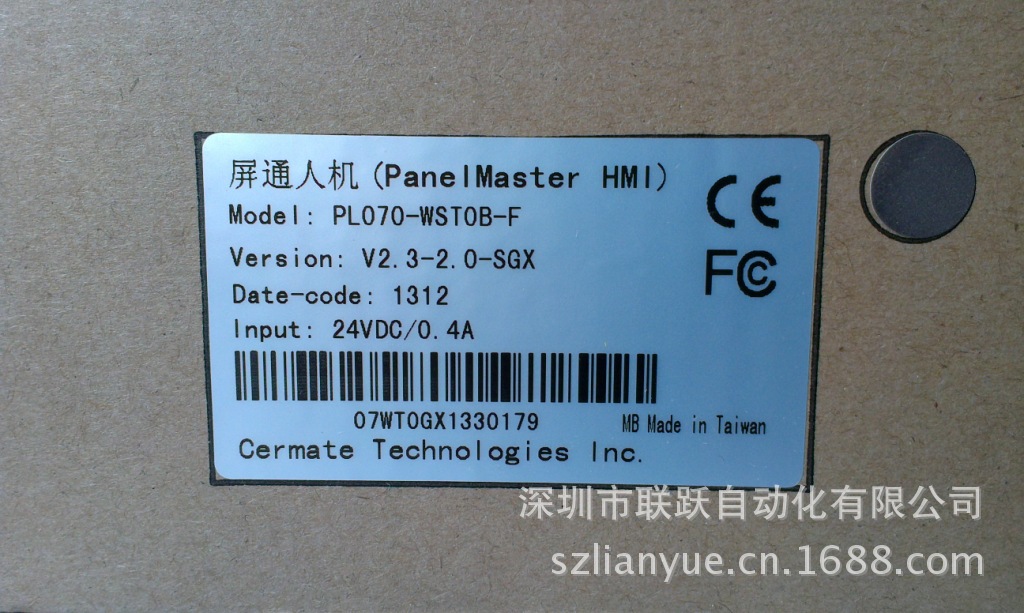 屏通人机 (PanelMaster HMI)
Model: PL070-WST0B-F
Version: V2.3-2.0-SGX
Date-code: 1312
Input: 24VDC/0.4A
CE
FC
07WT0GX1330179
MB Made in Taiwan
Cermate Technologies Inc.
深圳市联跃自动化有限公司
szlianyue.cn.1688.com